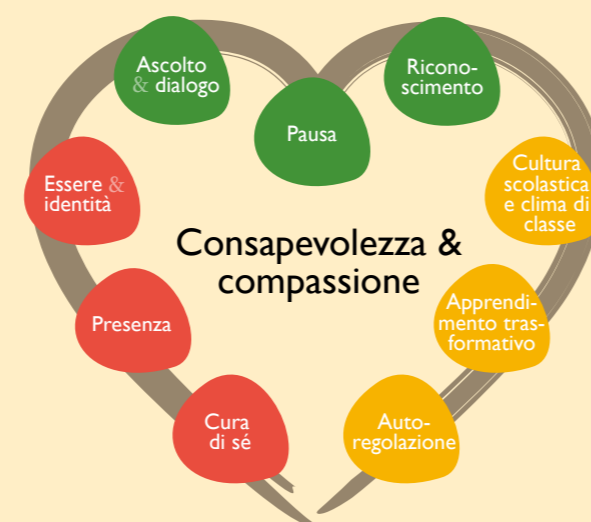 Ascolto
& dialogo
Pausa
Ricono-
scimento
Essere &
identità
Cultura
scolastica
e clima di
classe
Consapevolezza &
compassione
Presenza
Apprendi-
mento tras-
formativo
Cura
di sé
Auto-
regolazione